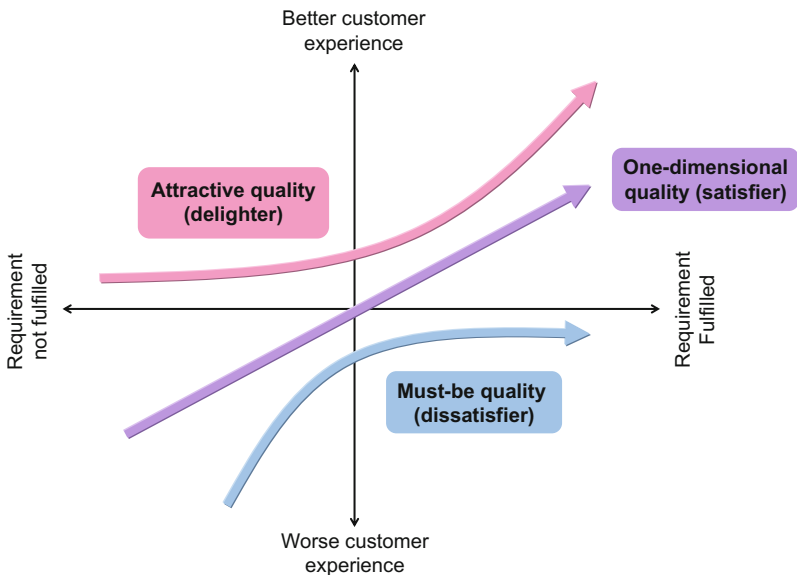 Better customer
experience
One-dimensional
quality (satisfier)
Attractive quality
(delighter)
Requirement
not fulfilled
Requirement
Fulfilled
Must-be quality
(dissatisfier)
Worse customer
experience